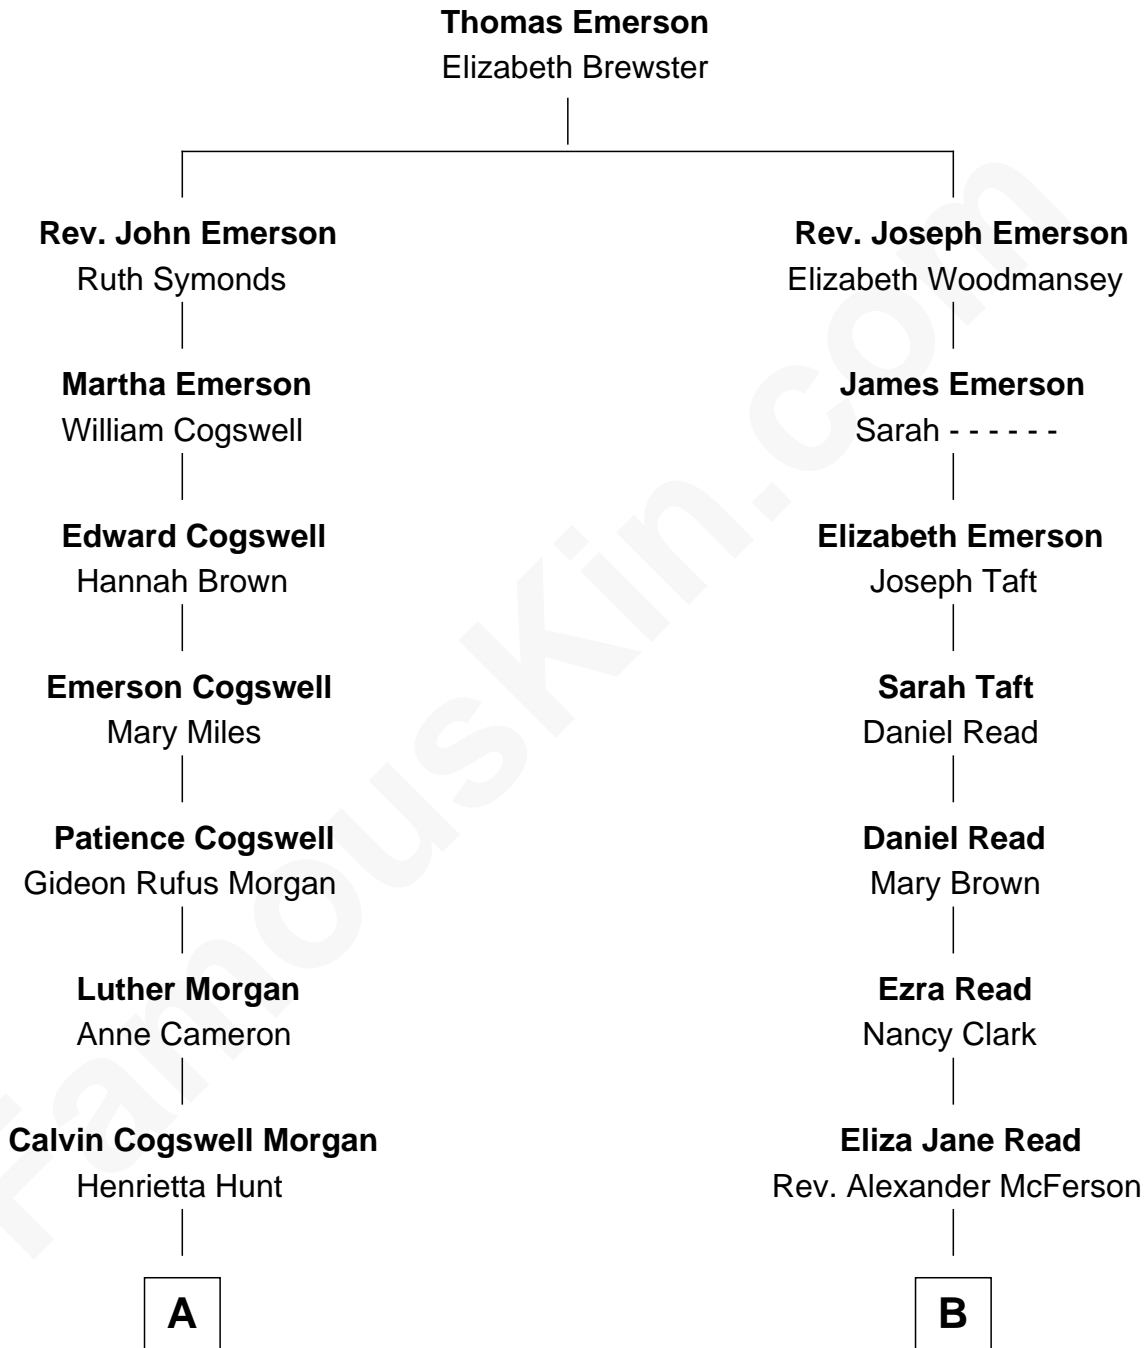 Thomas Emerson
Elizabeth Brewster
Rev. John Emerson
Ruth Symonds
Rev. Joseph Emerson
Elizabeth Woodmansey
Martha Emerson
William Cogswell
James Emerson
Sarah - - - - - -
Edward Cogswell
Hannah Brown
Elizabeth Emerson
Joseph Taft
Emerson Cogswell
Mary Miles
Sarah Taft
Daniel Read
Patience Cogswell
Gideon Rufus Morgan
Daniel Read
Mary Brown
Luther Morgan
Anne Cameron
Ezra Read
Nancy Clark
Calvin Cogswell Morgan
Henrietta Hunt
Eliza Jane Read
Rev. Alexander McFerson
A
B
FamousKin.com